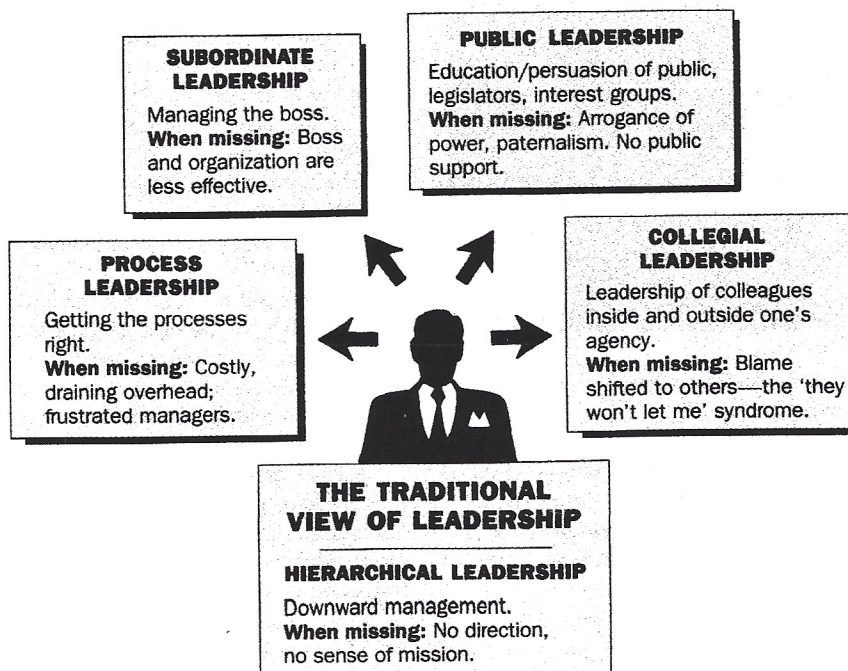 SUBORDINATE
LEADERSHIP
Managing the boss.
When missing: Boss
and organization are
less effective.
PUBLIC LEADERSHIP
Education/persuasion of public,
legislators, interest groups.
When missing: Arrogance of
power, paternalism. No public
support.
PROCESS
LEADERSHIP
Getting the processes
right.
When missing: Costly,
draining overhead;
frustrated managers.
COLLEGIAL
LEADERSHIP
Leadership of colleagues
inside and outside one's
agency.
When missing: Blame
shifted to others—the 'they
won't let me' syndrome.
THE TRADITIONAL
VIEW OF LEADERSHIP
HIERARCHICAL LEADERSHIP
Downward management.
When missing: No direction,
no sense of mission.